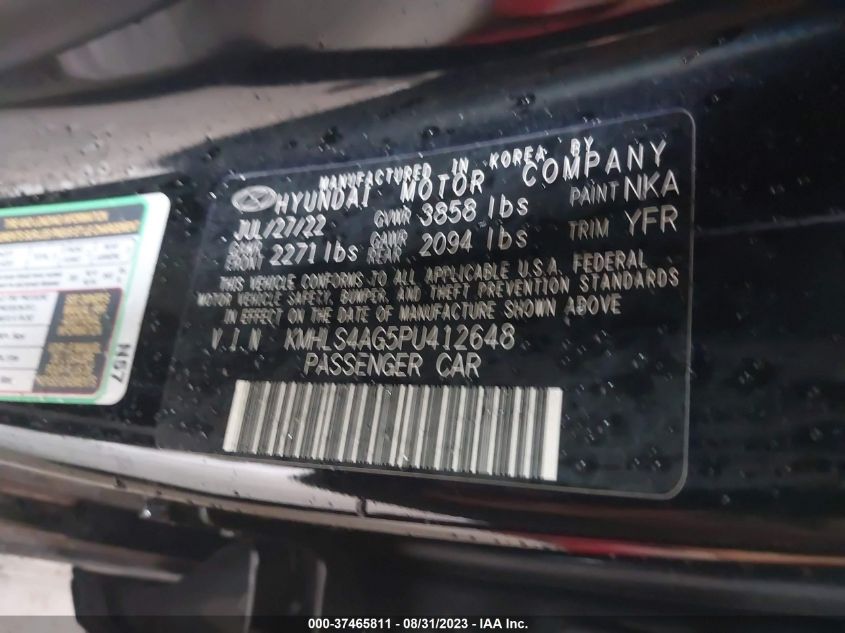 MANUFACTURED IN KOREA BY
HYUNDAI MOTOR COMPANY
JUL/27/22 GVWR 3858 lbs PAINT NKA
GAWR FRONT 2271 lbs GAWR REAR 2094 lbs TRIM YFR
THIS VEHICLE CONFORMS TO ALL APPLICABLE U.S.A. FEDERAL
MOTOR VEHICLE SAFETY, BUMPER, AND THEFT PREVENTION STANDARDS
IN EFFECT ON THE DATE OF MANUFACTURE SHOWN ABOVE
V.I.N KMHLS4AG5PU412648
PASSENGER CAR
N57
000-37465811 - 08/31/2023 - IAA Inc.